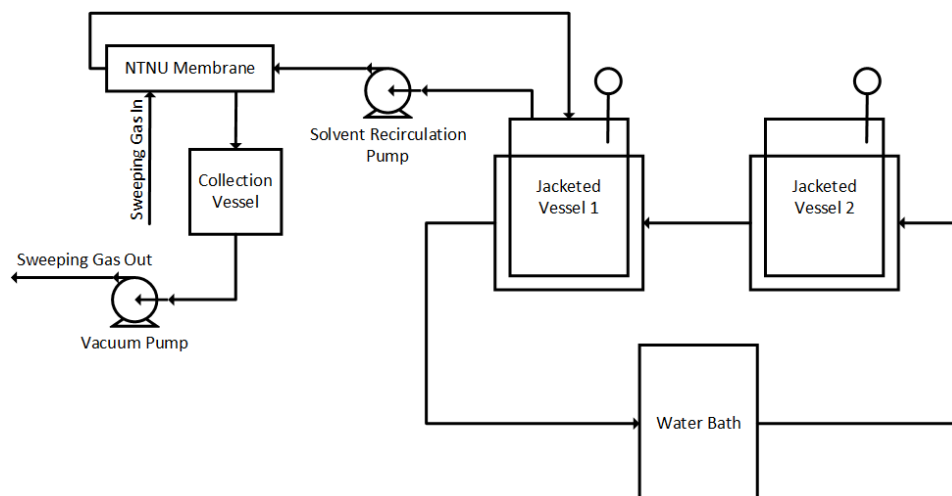 NTNU Membrane
Sweeping Gas In
Solvent Recirculation
Pump
Collection
Vessel
Jacketed
Vessel 1
Jacketed
Vessel 2
Sweeping Gas Out
Vacuum Pump
Water Bath